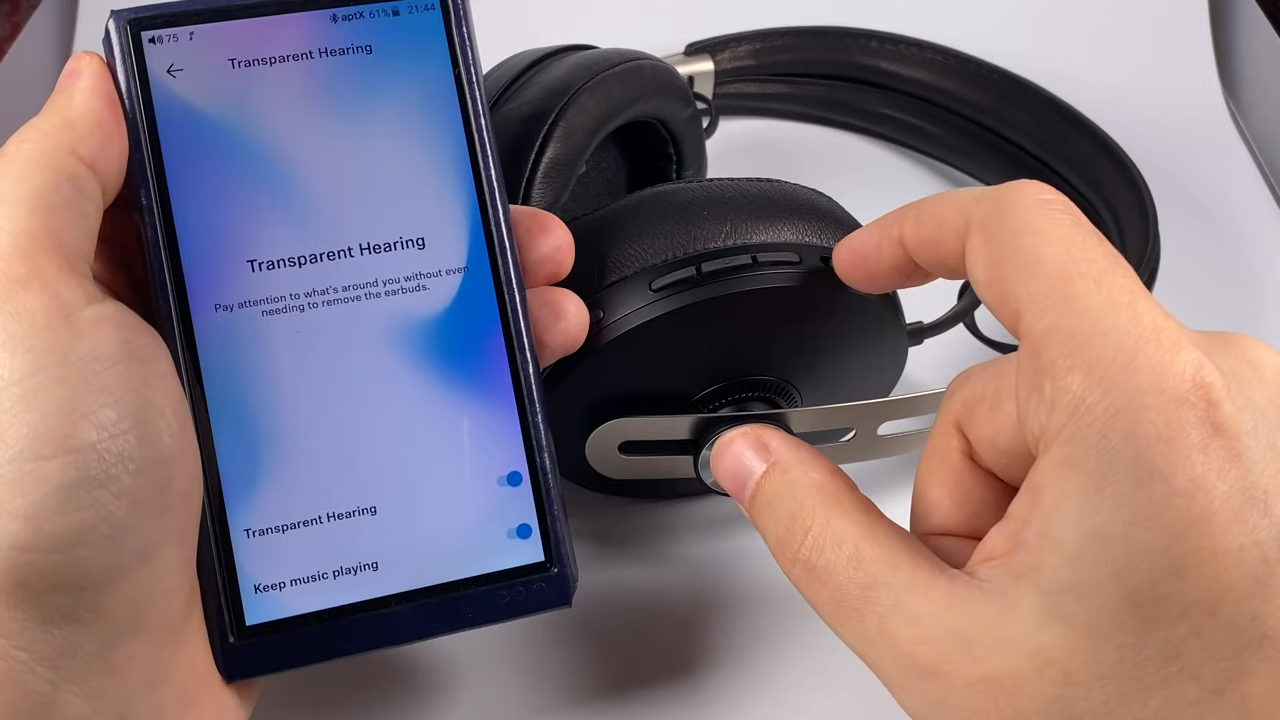 75 aptX 61% 21:44
Transparent Hearing
Transparent Hearing
Pay attention to what's around you without even
needing to remove the earbuds.
Transparent Hearing
Keep music playing